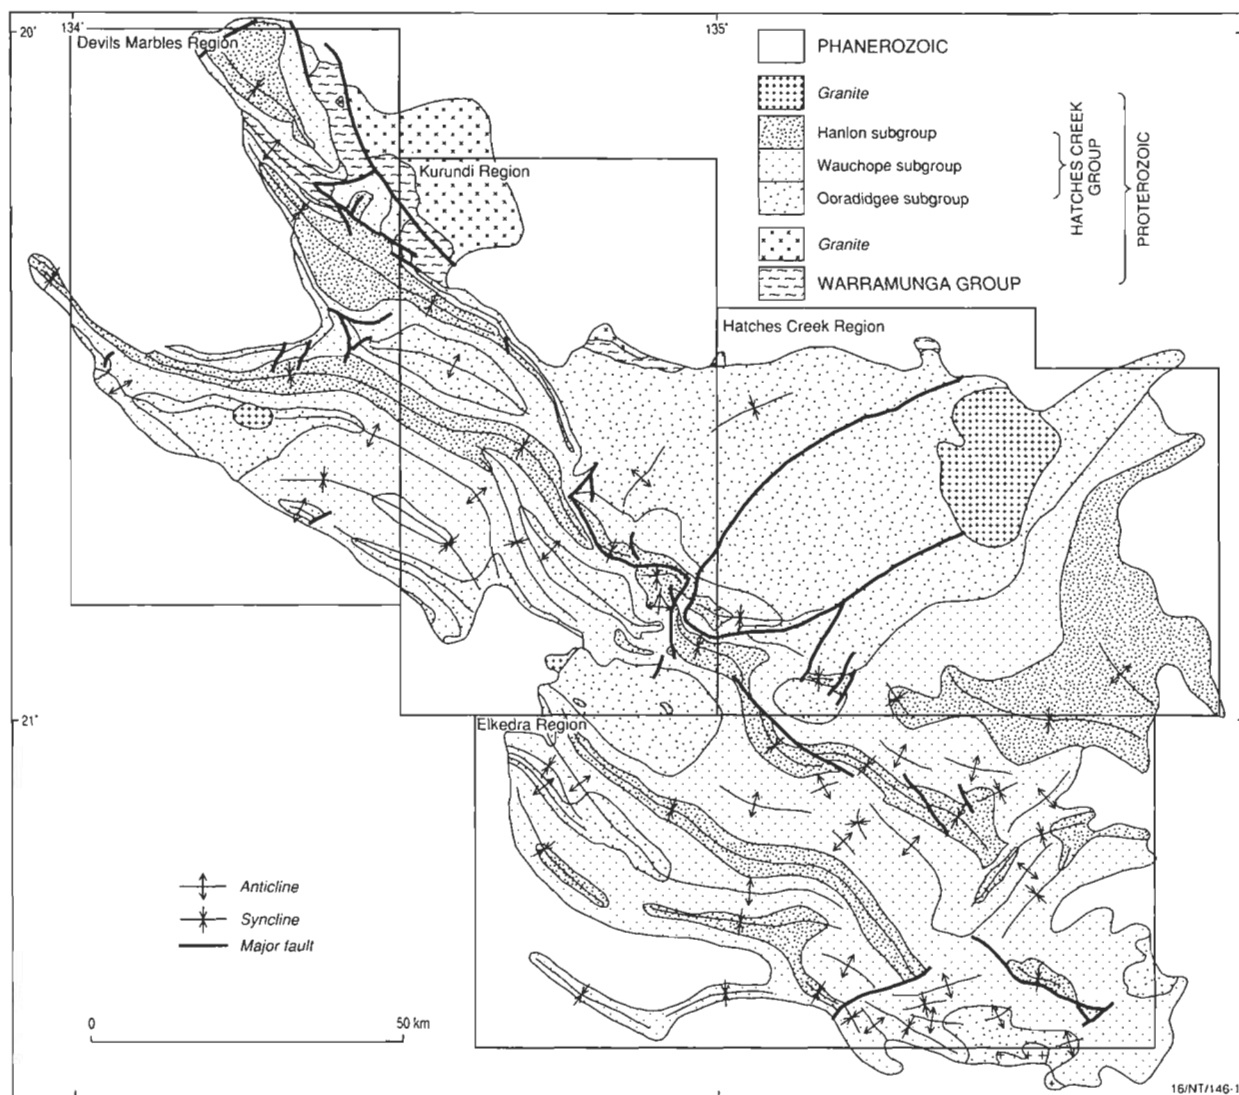 134°
135°
20°
Devils Marbles Region
PHANEROZOIC
Granite
Hanlon subgroup
Wauchope subgroup
Ooradidgee subgroup
HATCHES CREEK
GROUP
PROTEROZOIC
Granite
WARRAMUNGA GROUP
Kurundi Region
Hatches Creek Region
21°
Elkedra Region
Anticline
Syncline
Major fault
0
50 km
16/NT/146-1